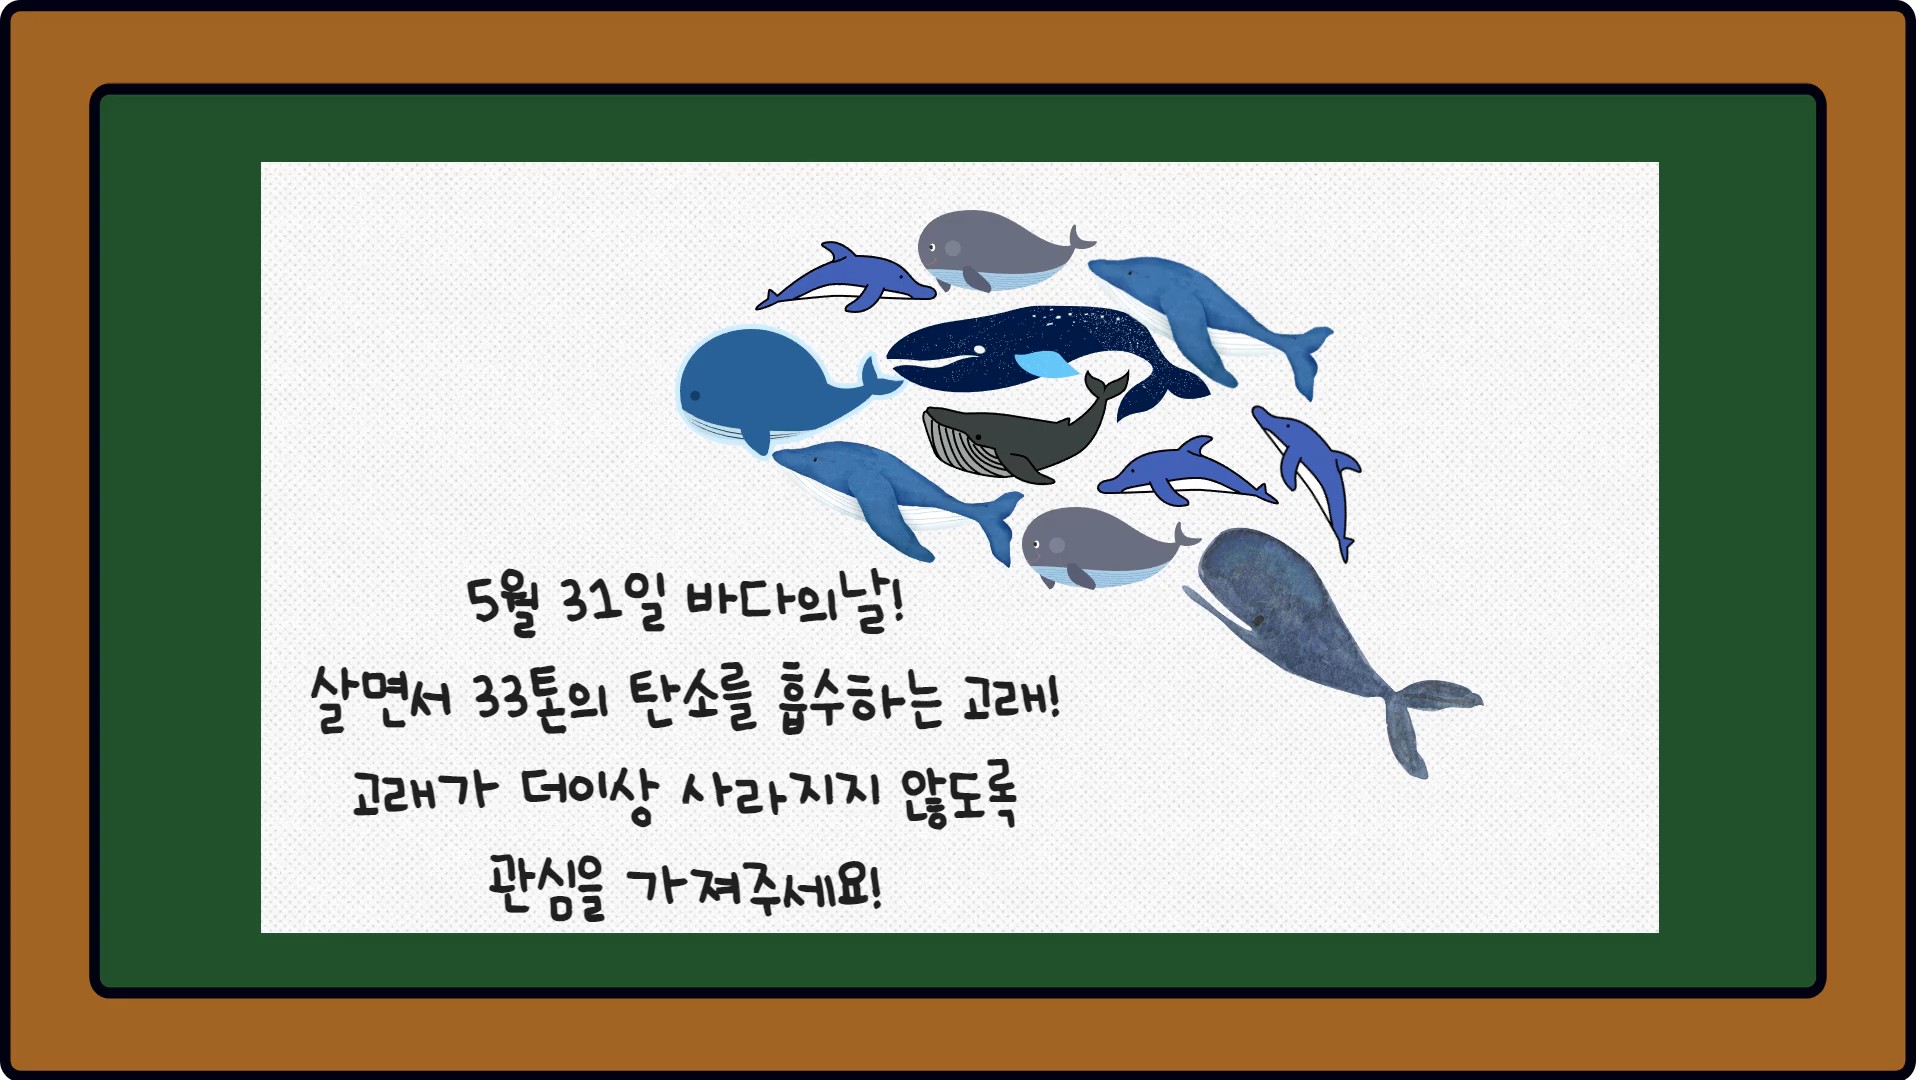 5월 31일 바다의날!
살면서 33톤의 탄소를 흡수하는 고래!
고래가 더이상 사라지지 않도록
관심을 가져주세요!